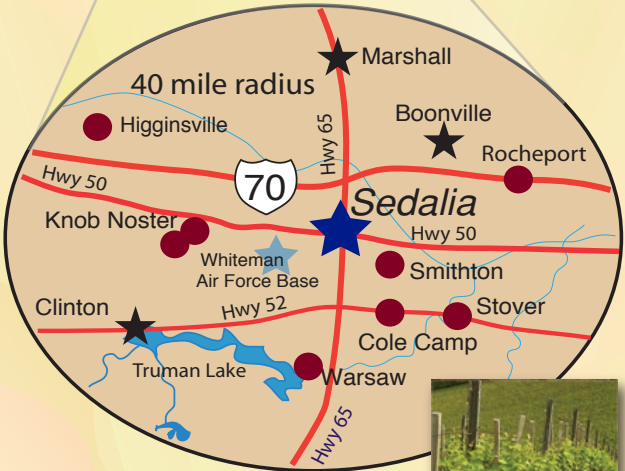 Marshall
40 mile radius
Boonville
Higginsville
Hwy 65
Rocheport
Hwy 50
70
Sedalia
Knob Noster
Hwy 50
Whiteman
Air Force Base
Smithton
Clinton
Hwy 52
Stover
Cole Camp
Truman Lake
Warsaw
Hwy 65